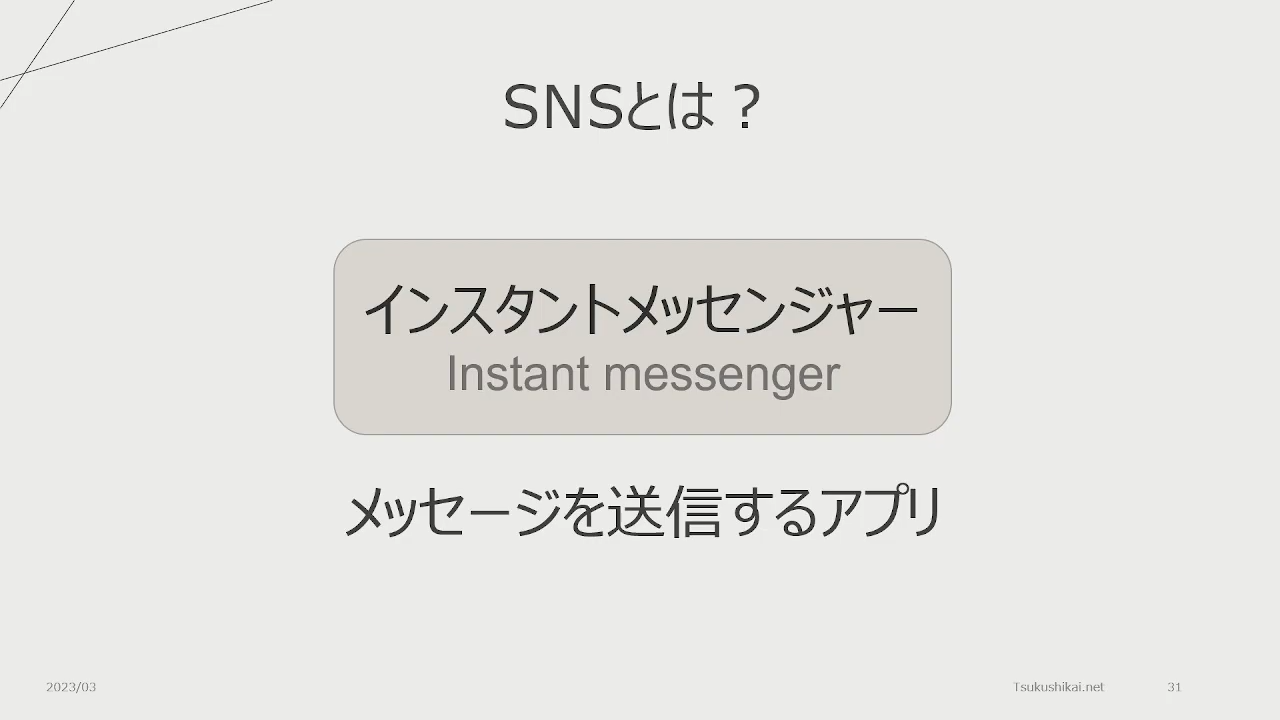 SNSとは？
インスタントメッセンジャー
Instant messenger
メッセージを送信するアプリ
2023/03
Tsukushikai.net
31